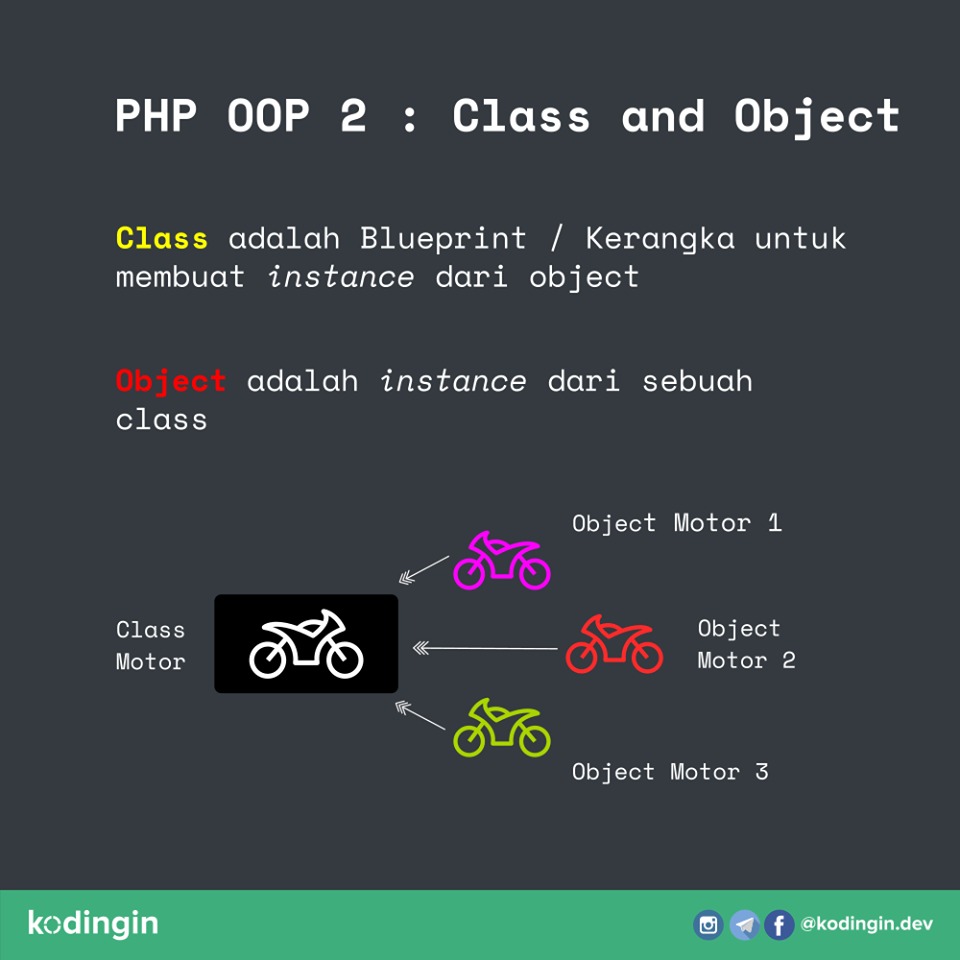 PHP OOP 2 : Class and Object
Class adalah Blueprint / Kerangka untuk
membuat instance dari object
Object adalah instance dari sebuah
class
Object Motor 1
Class
Motor
Object
Motor 2
Object Motor 3
kodingin
@kodingin.dev